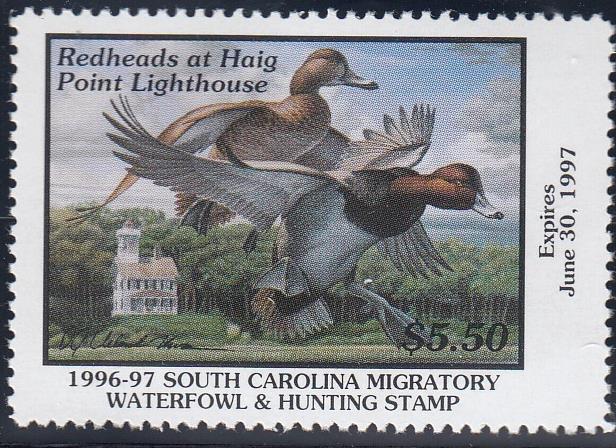 Redheads at Haig
Point Lighthouse
Expires
June 30, 1997
$5.50
1996-97 SOUTH CAROLINA MIGRATORY
WATERFOWL & HUNTING STAMP